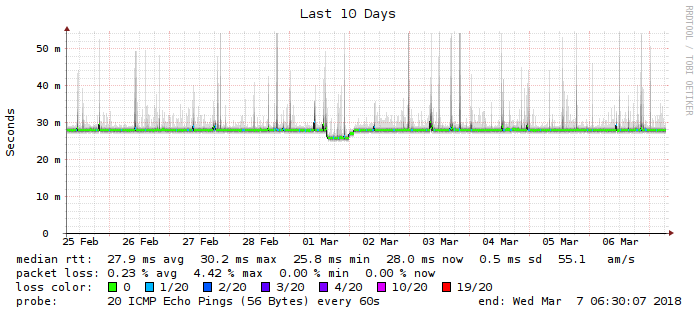 Last 10 Days
RRDTOOL / TOBI OETIKER
Seconds
50 m
40 m
30 m
20 m
10 m
0
25 Feb 26 Feb 27 Feb 28 Feb 01 Mar 02 Mar 03 Mar 04 Mar 05 Mar 06 Mar
median rtt: 27.9 ms avg 30.2 ms max 25.8 ms min 28.0 ms now 0.5 ms sd 55.1 am/s
packet loss: 0.23 % avg 4.42 % max 0.00 % min 0.00 % now
loss color: 0 1/20 2/20 3/20 4/20 10/20 19/20
probe: 20 ICMP Echo Pings (56 Bytes) every 60s end: Wed Mar 7 06:30:07 2018